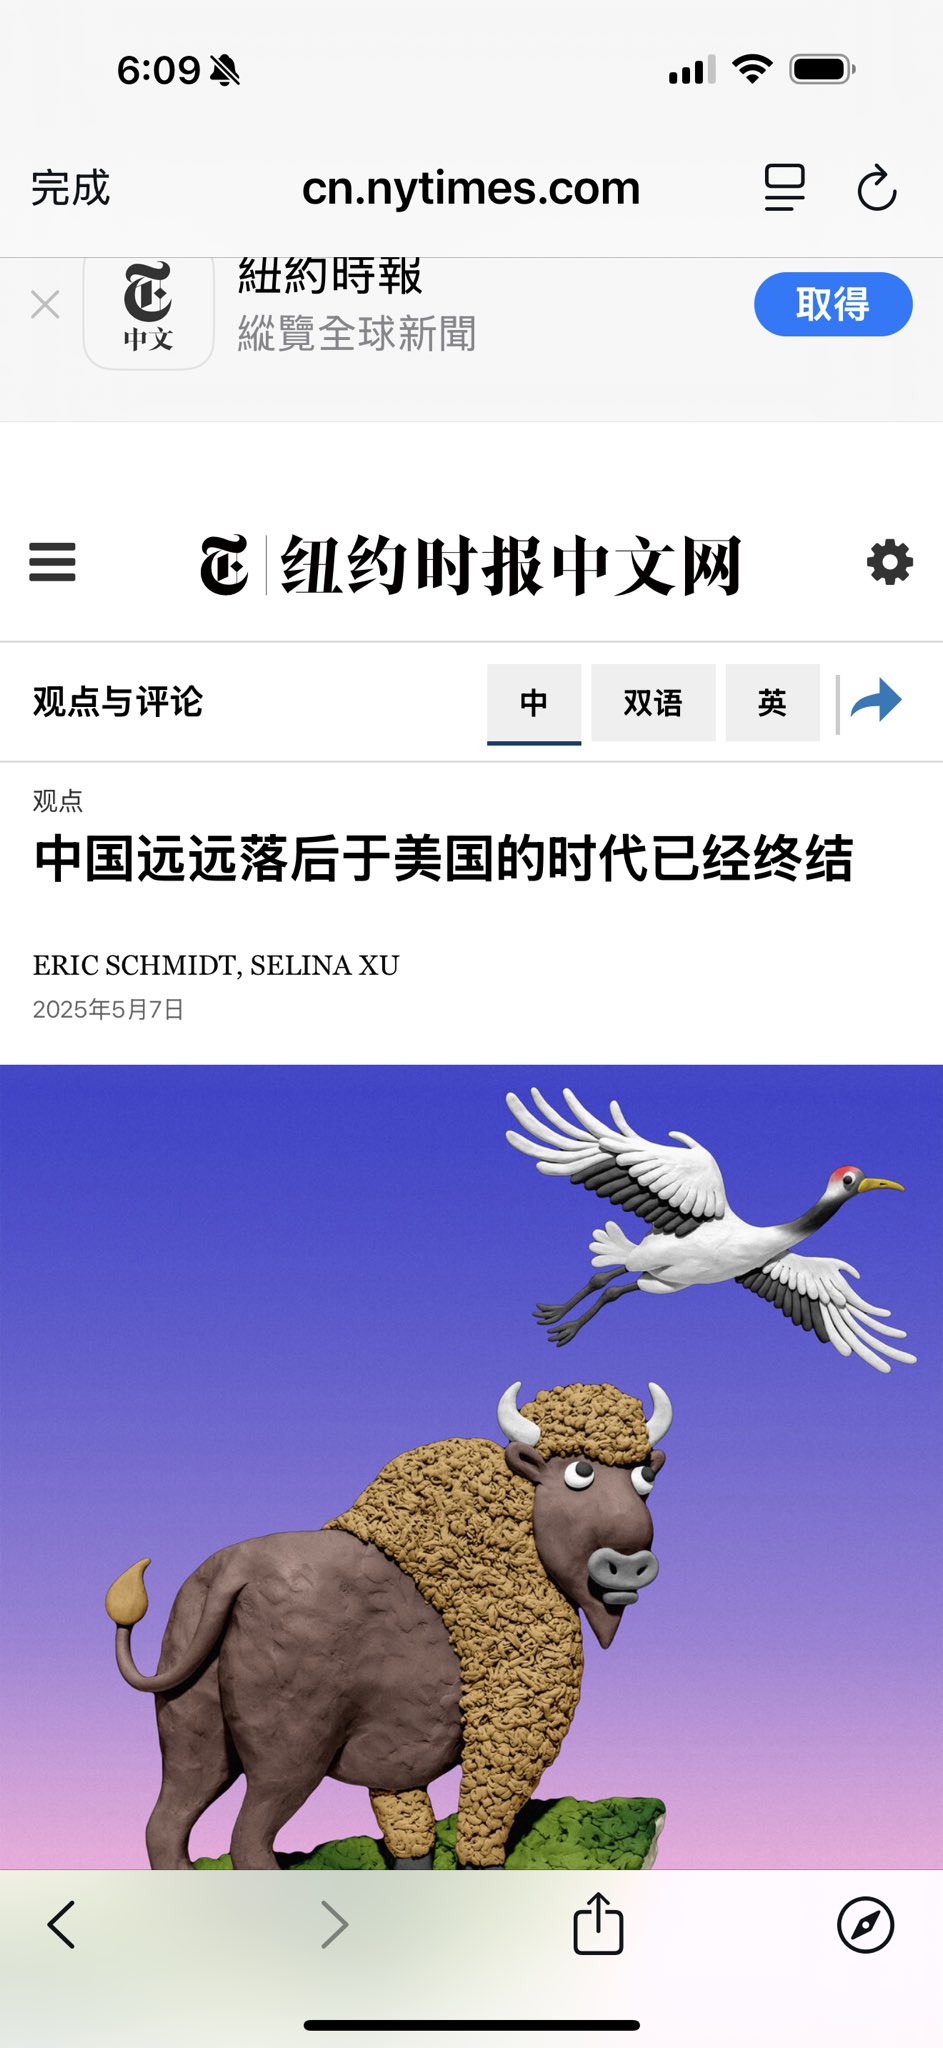 6:09
完成
cn.nytimes.com
紐約時報
縱覽全球新聞
中文
取得
纽约时报中文网
观点与评论
中
双语
英
观点
中国远远落后于美国的时代已经终结
ERIC SCHMIDT, SELINA XU
2025年5月7日